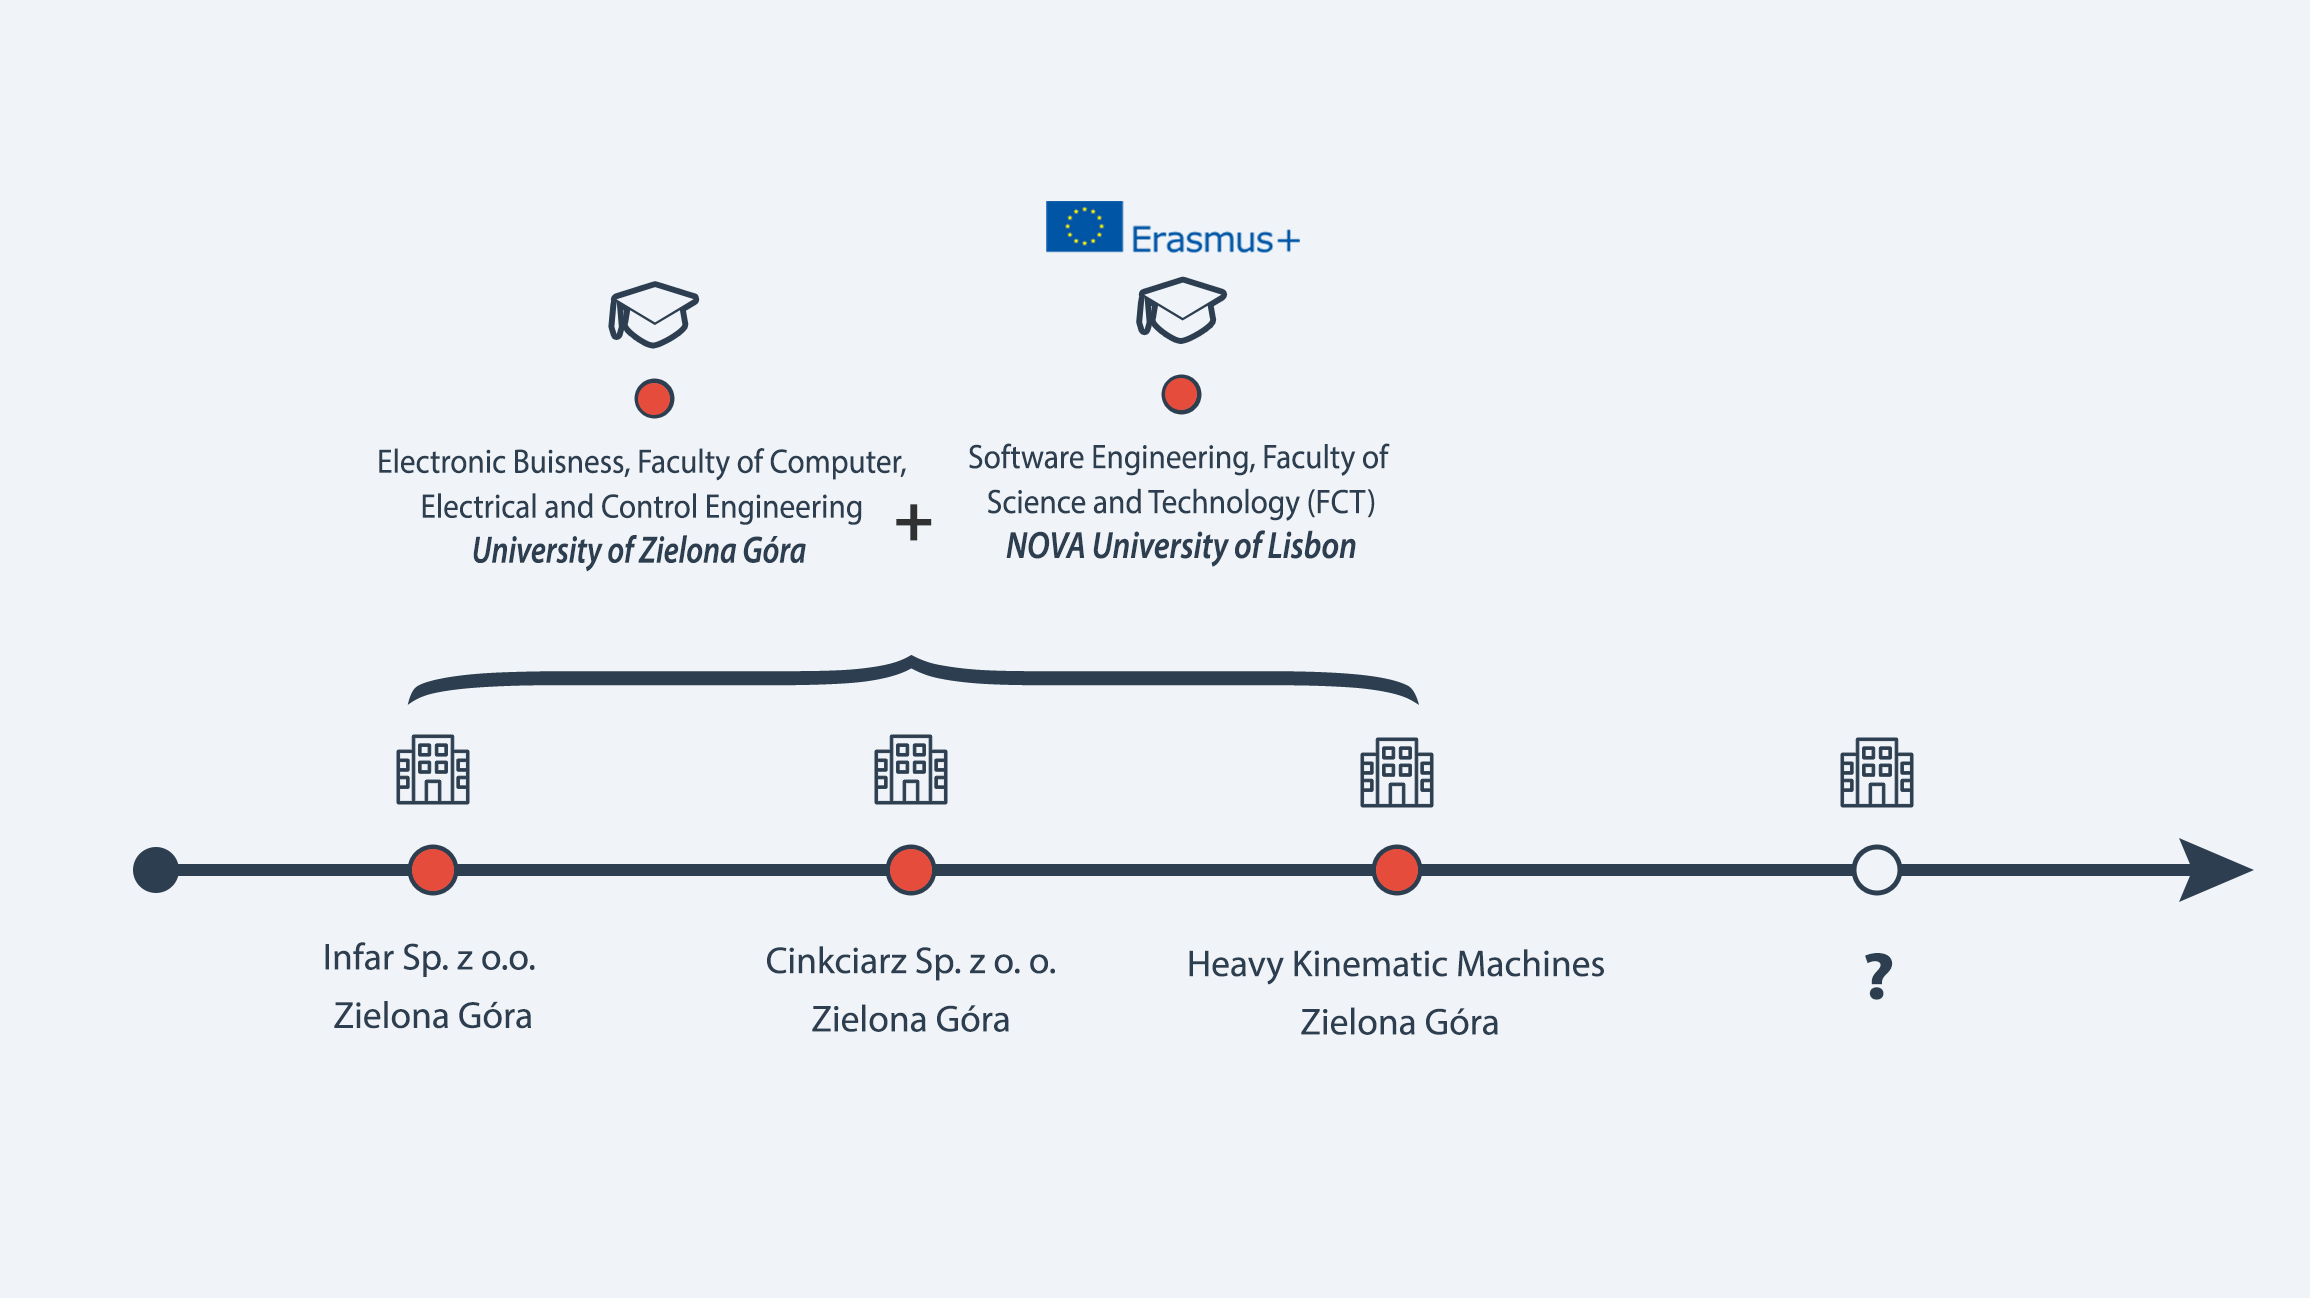 Erasmus+
Electronic Buisness, Faculty of Computer,
Electrical and Control Engineering
University of Zielona Góra
+
Software Engineering, Faculty of
Science and Technology (FCT)
NOVA University of Lisbon
Infar Sp. z o.o.
Zielona Góra
Cinkciarz Sp. z o. o.
Zielona Góra
Heavy Kinematic Machines
Zielona Góra
?